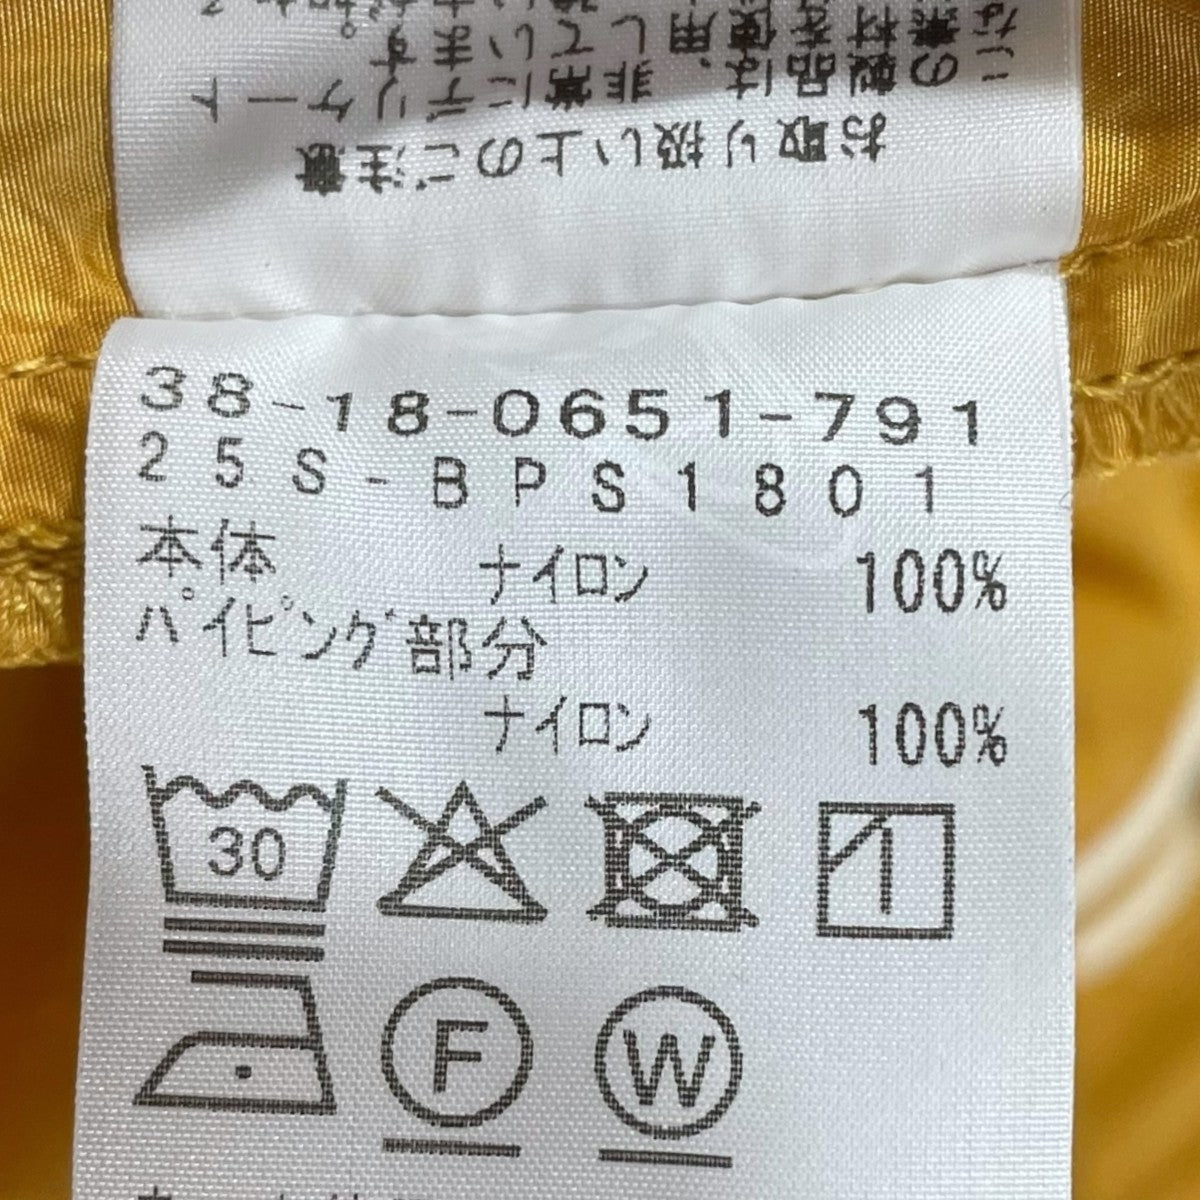 お取り扱い上のご注意
この製品は、非常にデリケート
な素材を使用しています
38-18-0651-791
25S-BPS1801
本体 ナイロン 100%
パイピング部分
ナイロン 100%
30
F
W